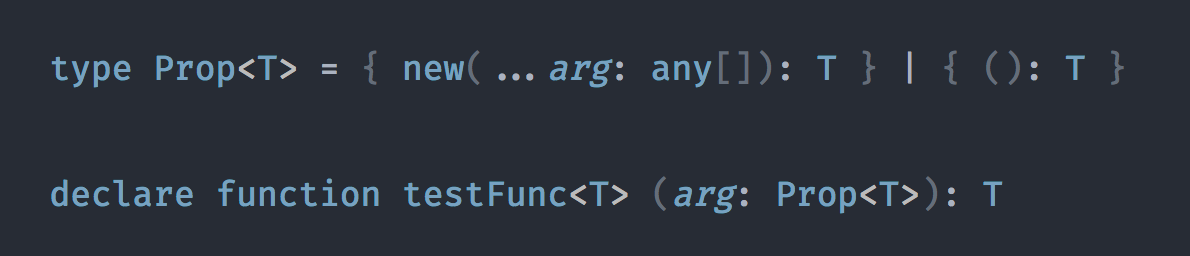 type Prop<T> = { new(...arg: any[]): T } | { (): T }
declare function testFunc<T> (arg: Prop<T>): T